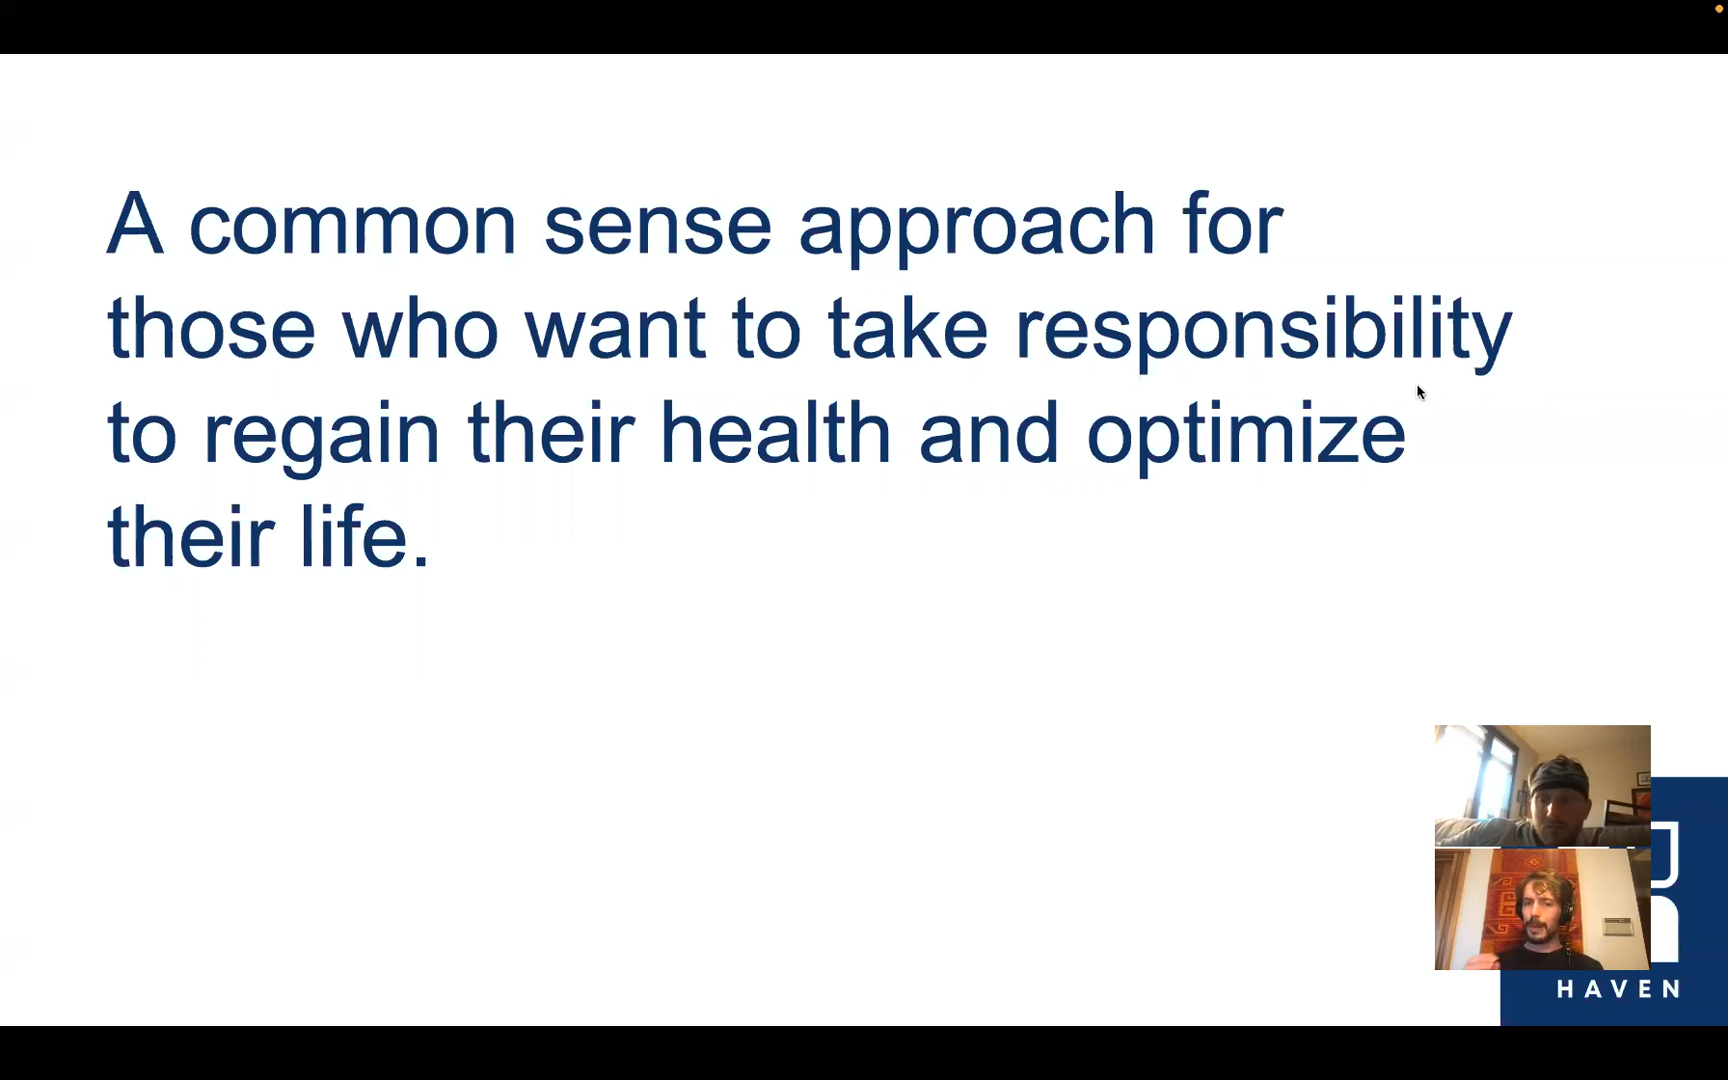 A common sense approach for
those who want to take responsibility
to regain their health and optimize
their life.
HAVEN